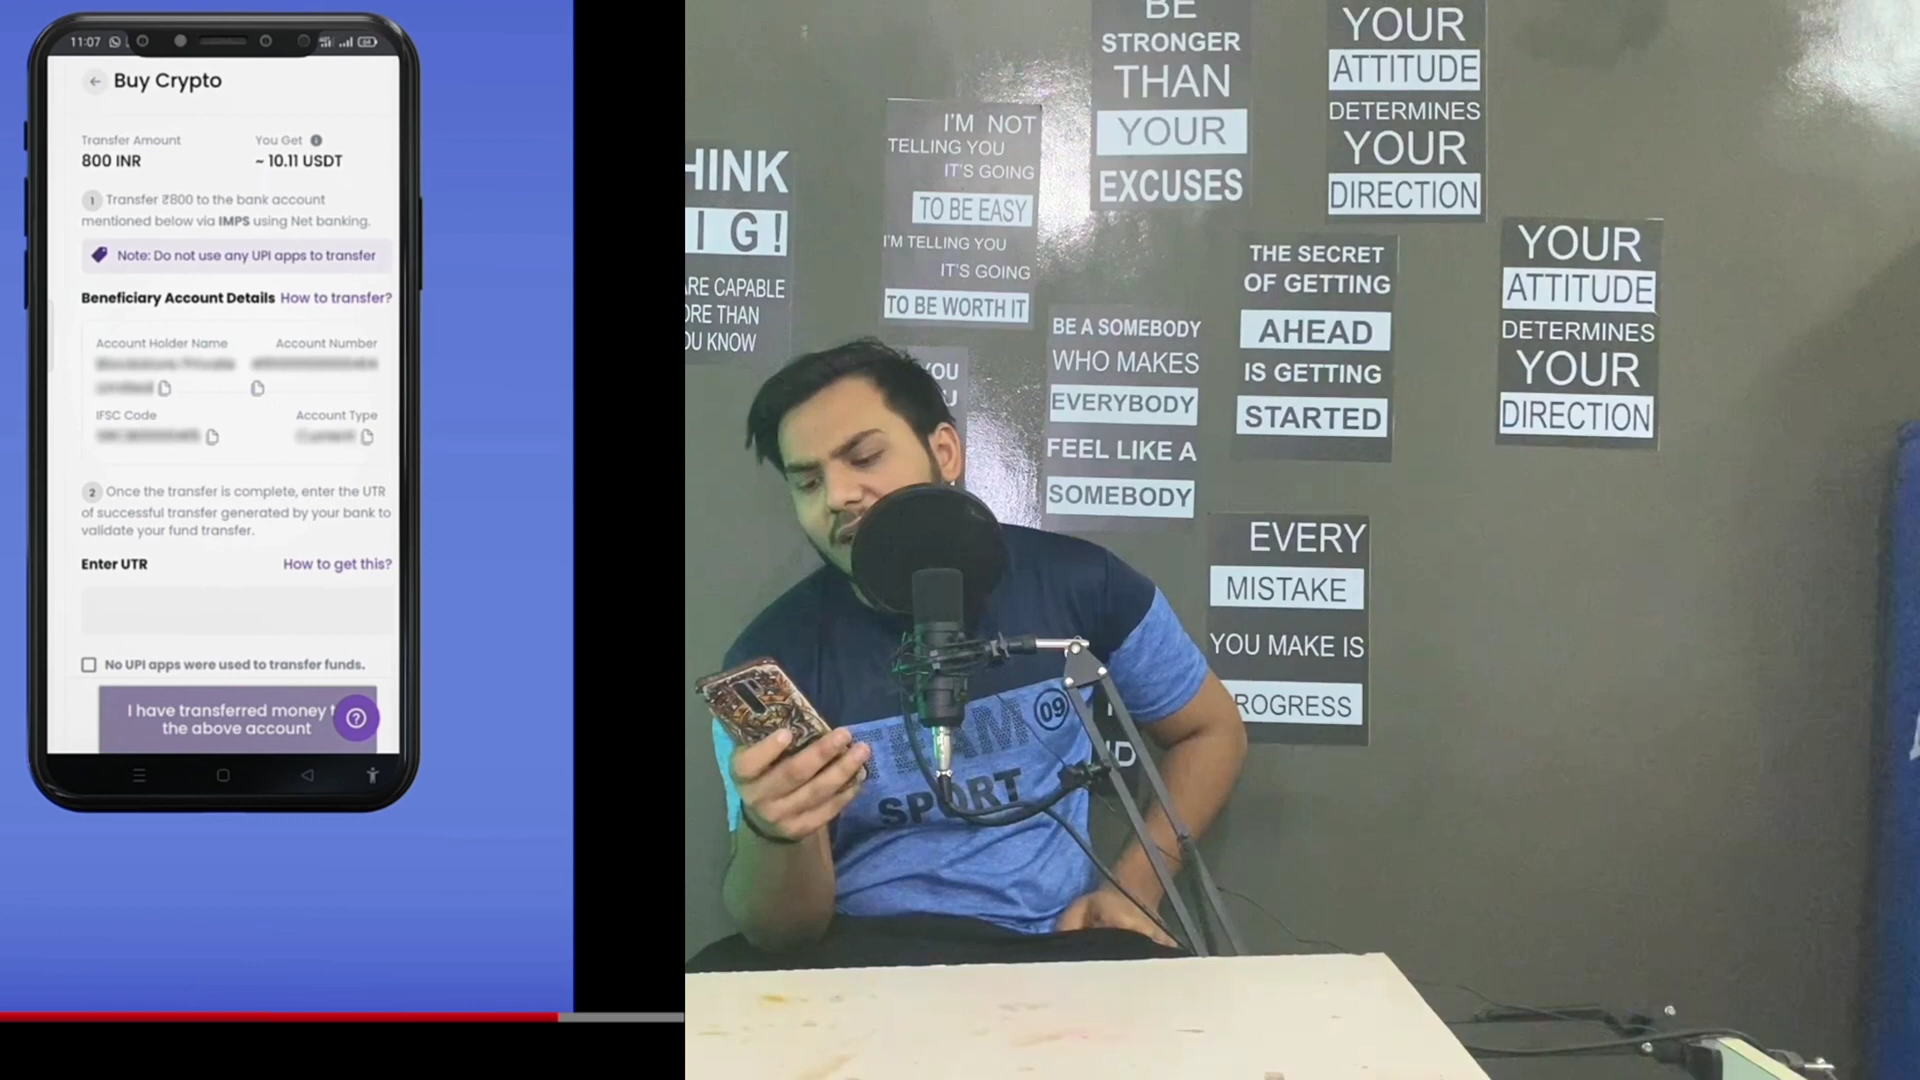 11:07
Buy Crypto
Transfer Amount
You Get
800 INR
~ 10.11 USDT
1 Transfer ₹800 to the bank account
mentioned below via IMPS using Net banking.
Note: Do not use any UPI apps to transfer
Beneficiary Account Details How to transfer?
Account Holder Name
Account Number
IFSC Code
Account Type
2 Once the transfer is complete, enter the UTR
of successful transfer generated by your bank to
validate your fund transfer.
Enter UTR
How to get this?
No UPI apps were used to transfer funds.
I have transferred money
the above account
HINK
I G!
ARE CAPABLE
ORE THAN
OU KNOW
I'M NOT
TELLING YOU
IT'S GOING
TO BE EASY
I'M TELLING YOU
IT'S GOING
TO BE WORTH IT
BE
STRONGER
THAN
YOUR
EXCUSES
YOUR
ATTITUDE
DETERMINES
YOUR
DIRECTION
BE A SOMEBODY
WHO MAKES
EVERYBODY
FEEL LIKE A
SOMEBODY
THE SECRET
OF GETTING
AHEAD
IS GETTING
STARTED
YOUR
ATTITUDE
DETERMINES
YOUR
DIRECTION
EVERY
MISTAKE
YOU MAKE IS
ROGRESS
YOU
TEAM 09
SPORT